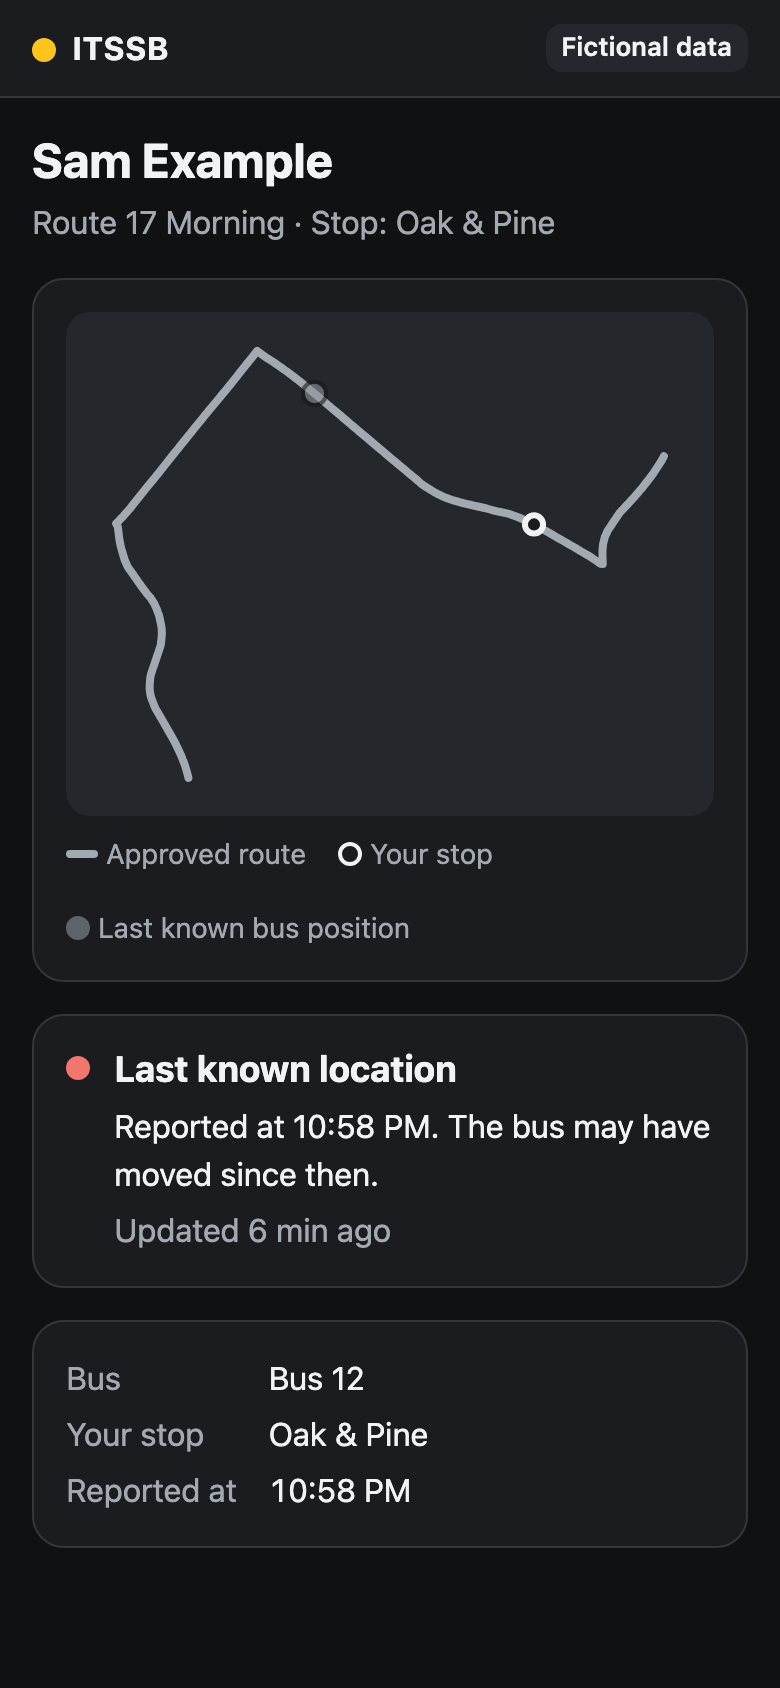 ITSSB
Fictional data
Sam Example
Route 17 Morning · Stop: Oak & Pine
Approved route
Your stop
Last known bus position
Last known location
Reported at 10:58 PM. The bus may have
moved since then.
Updated 6 min ago
Bus Bus 12
Your stop Oak & Pine
Reported at 10:58 PM